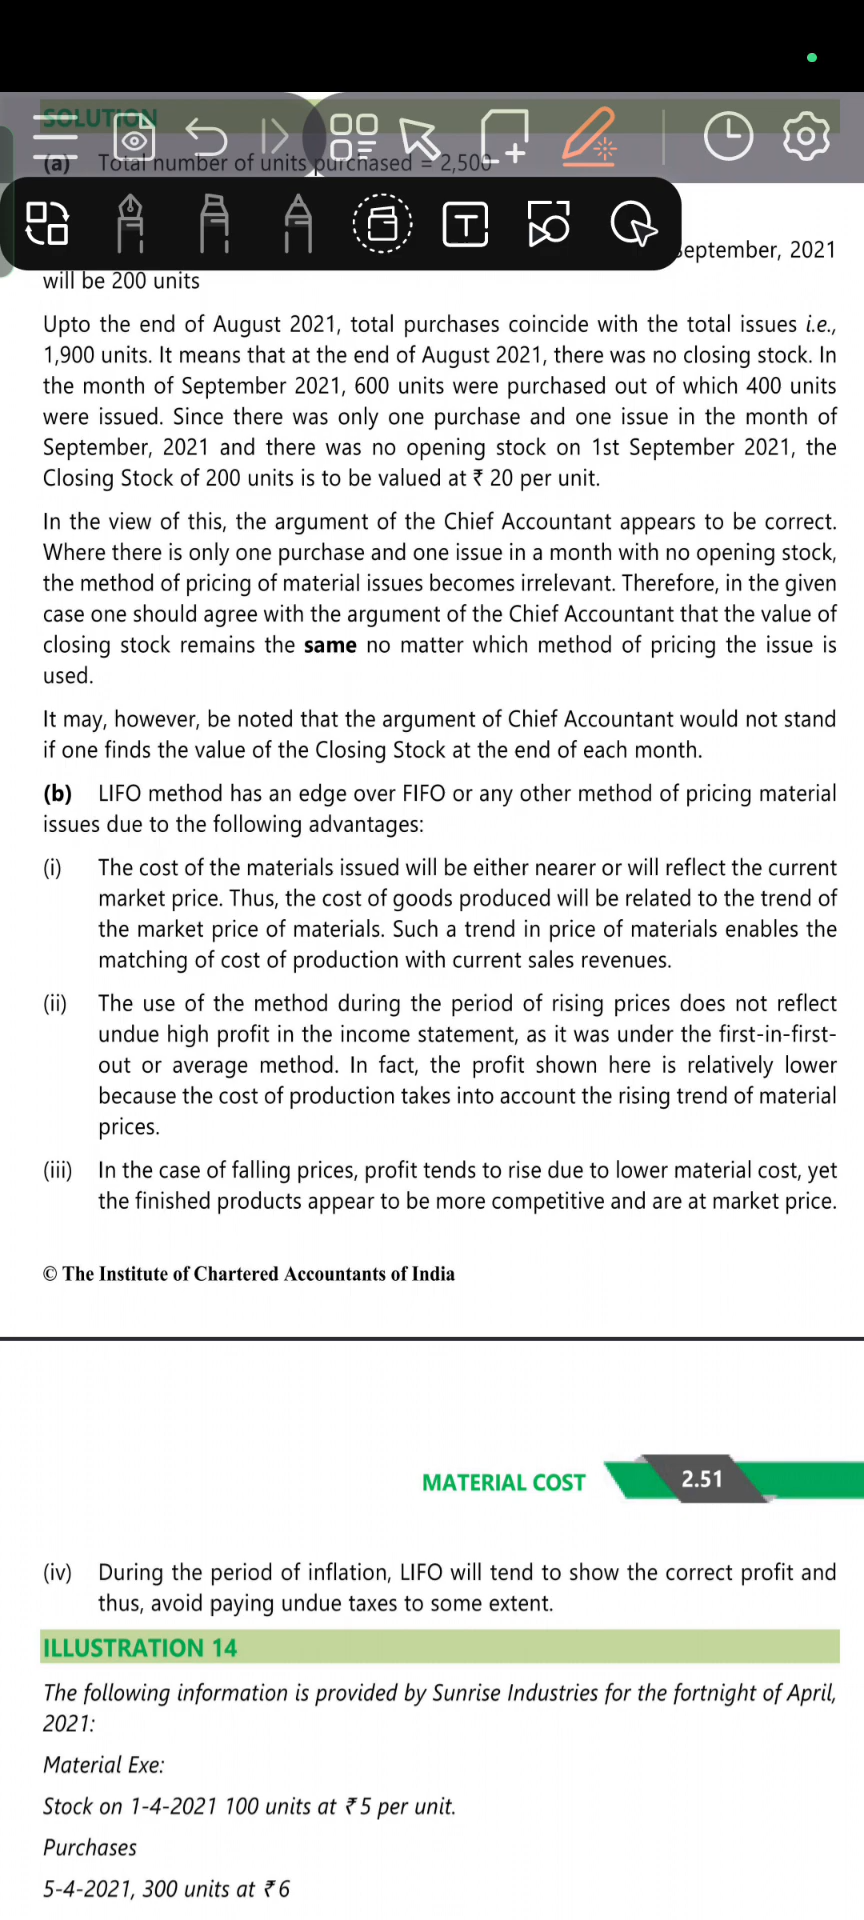 SOLUTION
(a) Total number of units purchased = 2,500
September, 2021
will be 200 units
Upto the end of August 2021, total purchases coincide with the total issues i.e.,
1,900 units. It means that at the end of August 2021, there was no closing stock. In
the month of September 2021, 600 units were purchased out of which 400 units
were issued. Since there was only one purchase and one issue in the month of
September, 2021 and there was no opening stock on 1st September 2021, the
Closing Stock of 200 units is to be valued at ₹ 20 per unit.
In the view of this, the argument of the Chief Accountant appears to be correct.
Where there is only one purchase and one issue in a month with no opening stock,
the method of pricing of material issues becomes irrelevant. Therefore, in the given
case one should agree with the argument of the Chief Accountant that the value of
closing stock remains the same no matter which method of pricing the issue is
used.
It may, however, be noted that the argument of Chief Accountant would not stand
if one finds the value of the Closing Stock at the end of each month.
(b) LIFO method has an edge over FIFO or any other method of pricing material
issues due to the following advantages:
(i) The cost of the materials issued will be either nearer or will reflect the current
market price. Thus, the cost of goods produced will be related to the trend of
the market price of materials. Such a trend in price of materials enables the
matching of cost of production with current sales revenues.
(ii) The use of the method during the period of rising prices does not reflect
undue high profit in the income statement, as it was under the first-in-first-
out or average method. In fact, the profit shown here is relatively lower
because the cost of production takes into account the rising trend of material
prices.
(iii) In the case of falling prices, profit tends to rise due to lower material cost, yet
the finished products appear to be more competitive and are at market price.
© The Institute of Chartered Accountants of India
MATERIAL COST 2.51
(iv) During the period of inflation, LIFO will tend to show the correct profit and
thus, avoid paying undue taxes to some extent.
ILLUSTRATION 14
The following information is provided by Sunrise Industries for the fortnight of April,
2021:
Material Exe:
Stock on 1-4-2021 100 units at ₹ 5 per unit.
Purchases
5-4-2021, 300 units at ₹ 6